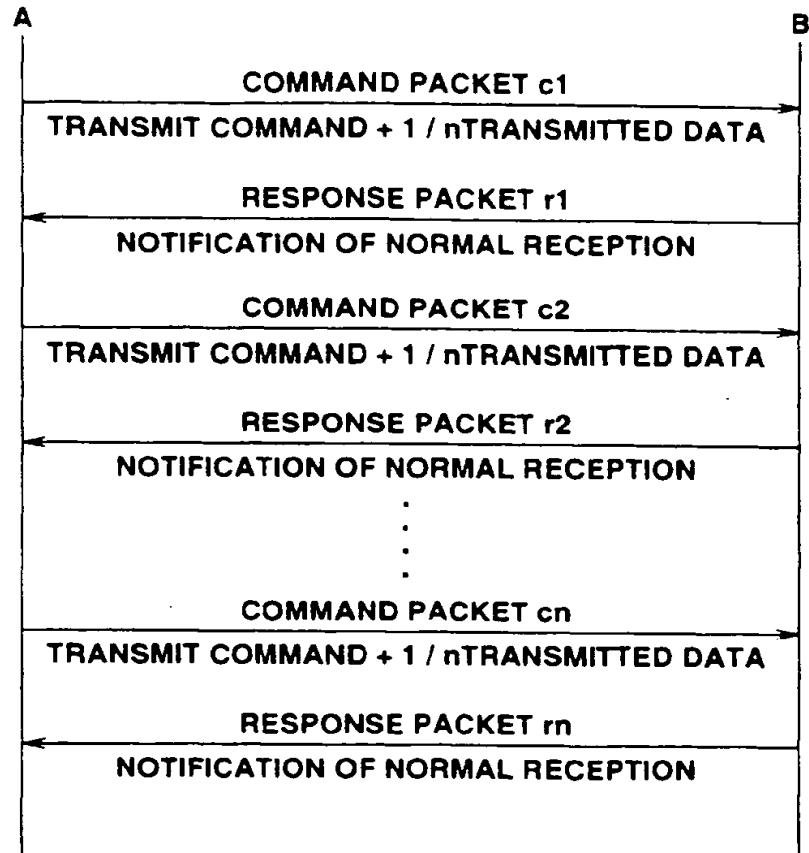 A
B
COMMAND PACKET c1
TRANSMIT COMMAND + 1 / nTRANSMITTED DATA
RESPONSE PACKET r1
NOTIFICATION OF NORMAL RECEPTION
COMMAND PACKET c2
TRANSMIT COMMAND + 1 / nTRANSMITTED DATA
RESPONSE PACKET r2
NOTIFICATION OF NORMAL RECEPTION
COMMAND PACKET cn
TRANSMIT COMMAND + 1 / nTRANSMITTED DATA
RESPONSE PACKET rn
NOTIFICATION OF NORMAL RECEPTION